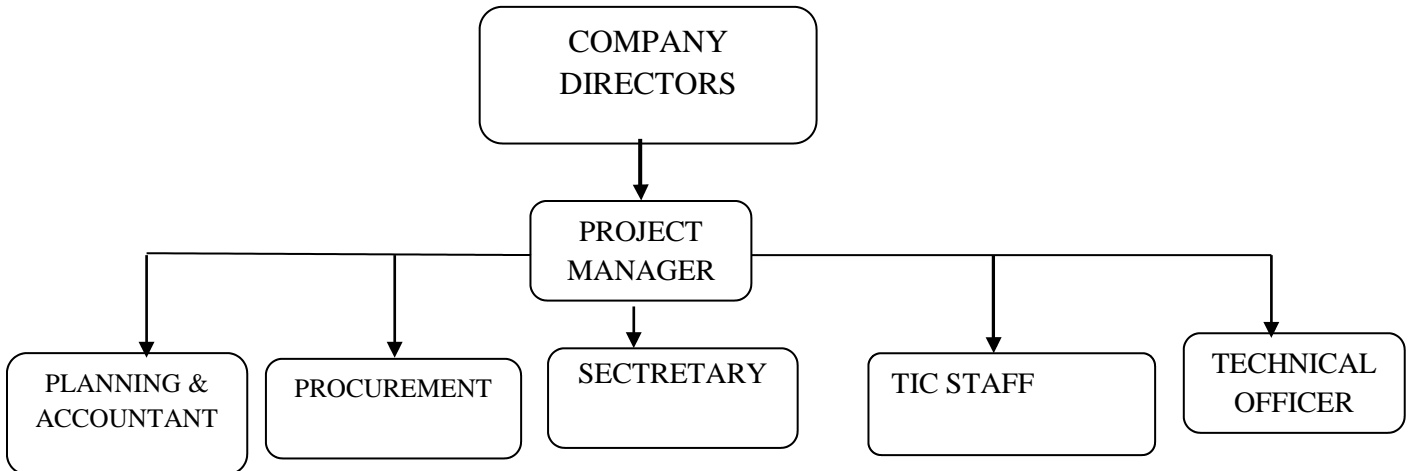 COMPANY
DIRECTORS
PROJECT
MANAGER
PLANNING &
ACCOUNTANT
PROCUREMENT
SECTRETARY
TIC STAFF
TECHNICAL
OFFICER